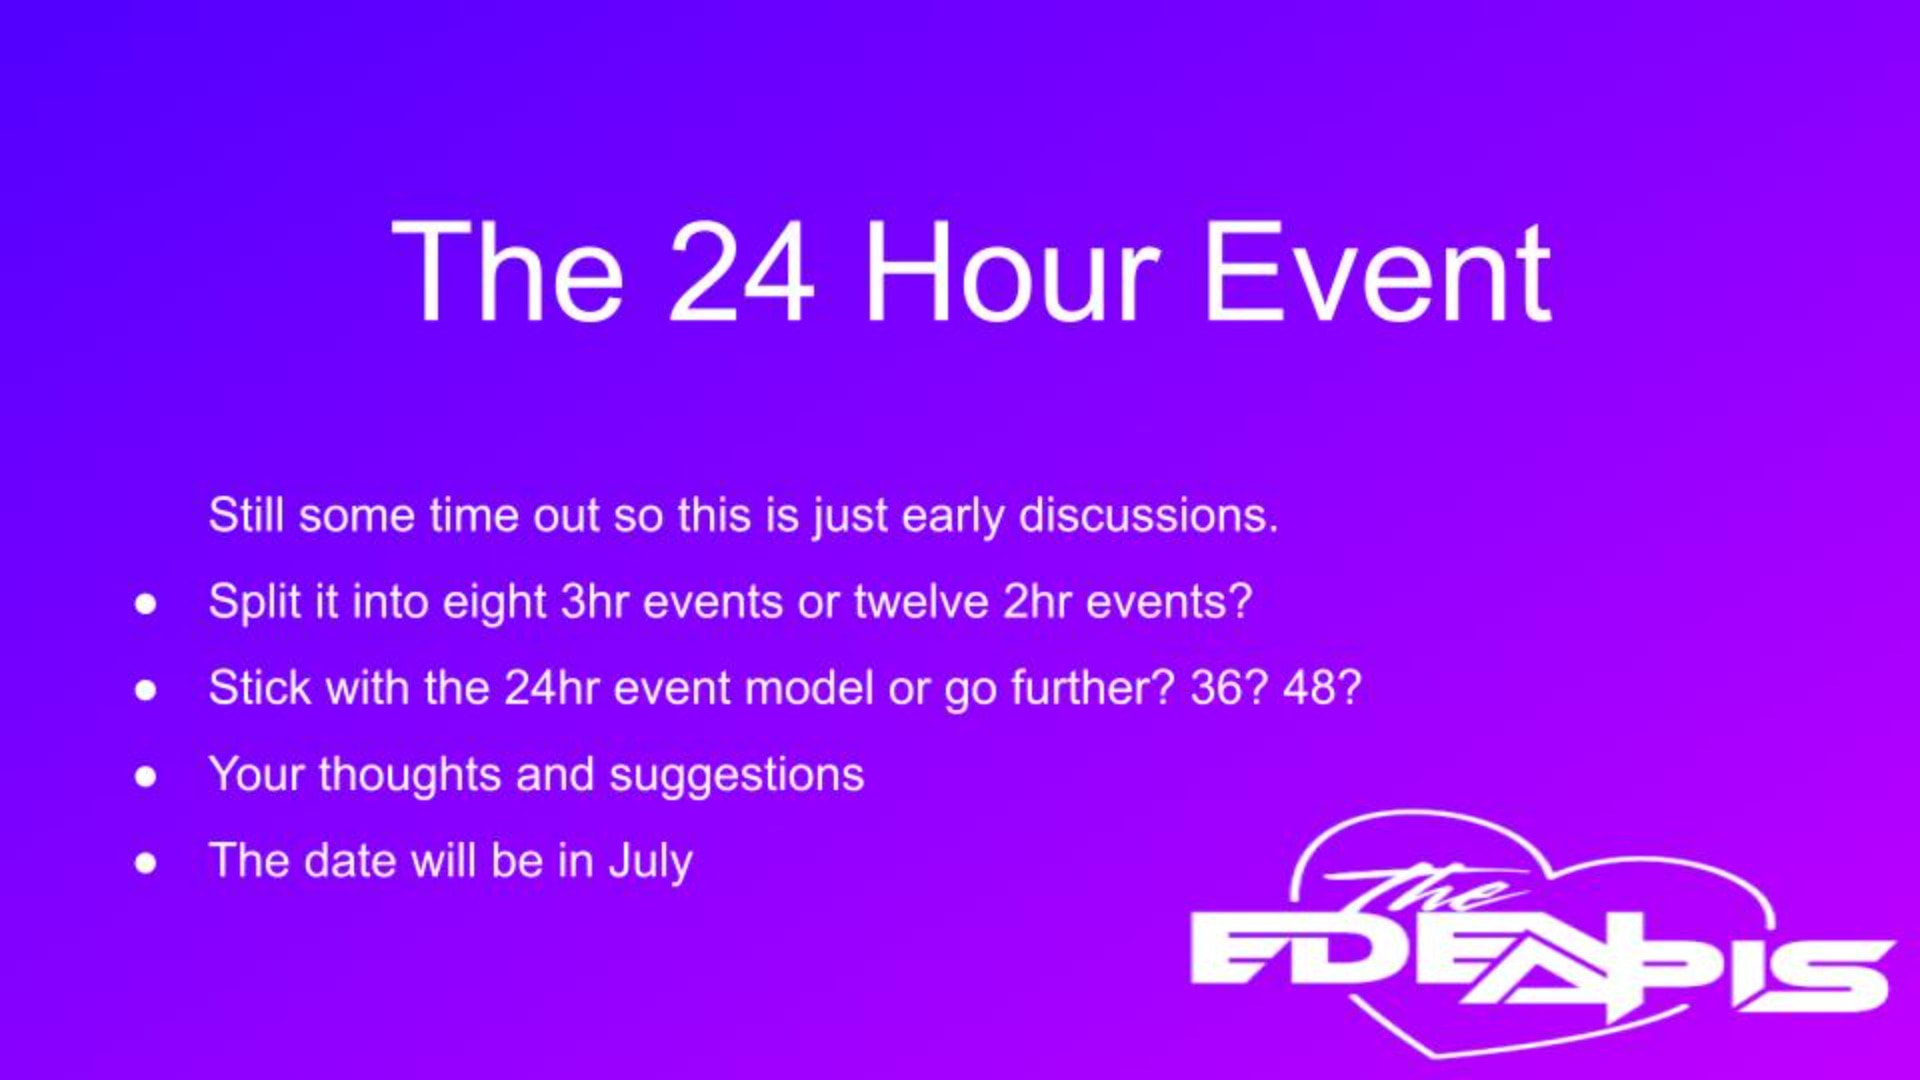 The 24 Hour Event
Still some time out so this is just early discussions.
● Split it into eight 3hr events or twelve 2hr events?
● Stick with the 24hr event model or go further? 36? 48?
● Your thoughts and suggestions
● The date will be in July
The
EDEN APIS